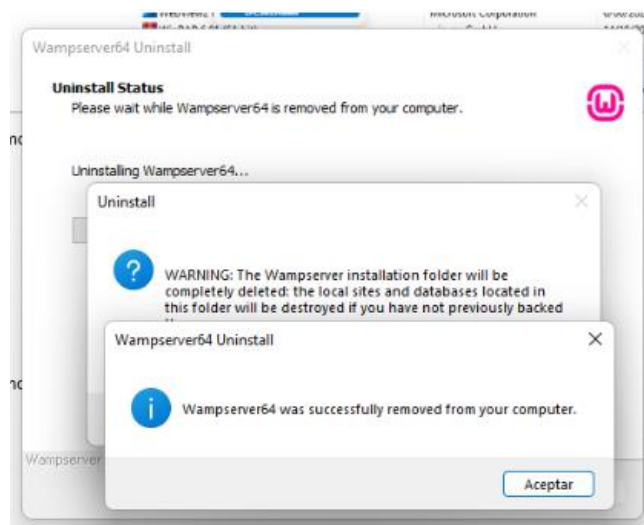 Microsoft Corporation
Wampserver64 Uninstall
Uninstall Status
Please wait while Wampserver64 is removed from your computer.
Uninstalling Wampserver64...
Uninstall
WARNING: The Wampserver installation folder will be
completely deleted: the local sites and databases located in
this folder will be destroyed if you have not previously backed
Wampserver64 Uninstall
Wampserver64 was successfully removed from your computer.
Wampserver
Aceptar